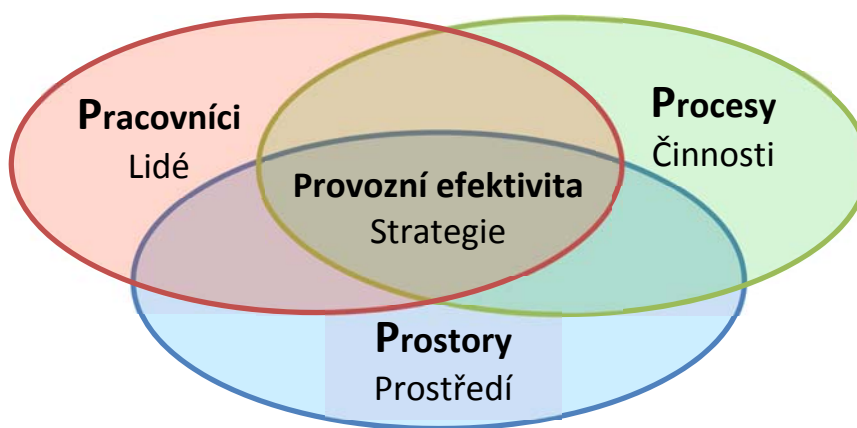 Pracovníci
Lidé
Procesy
Činnosti
Provozní efektivita
Strategie
Prostory
Prostředí